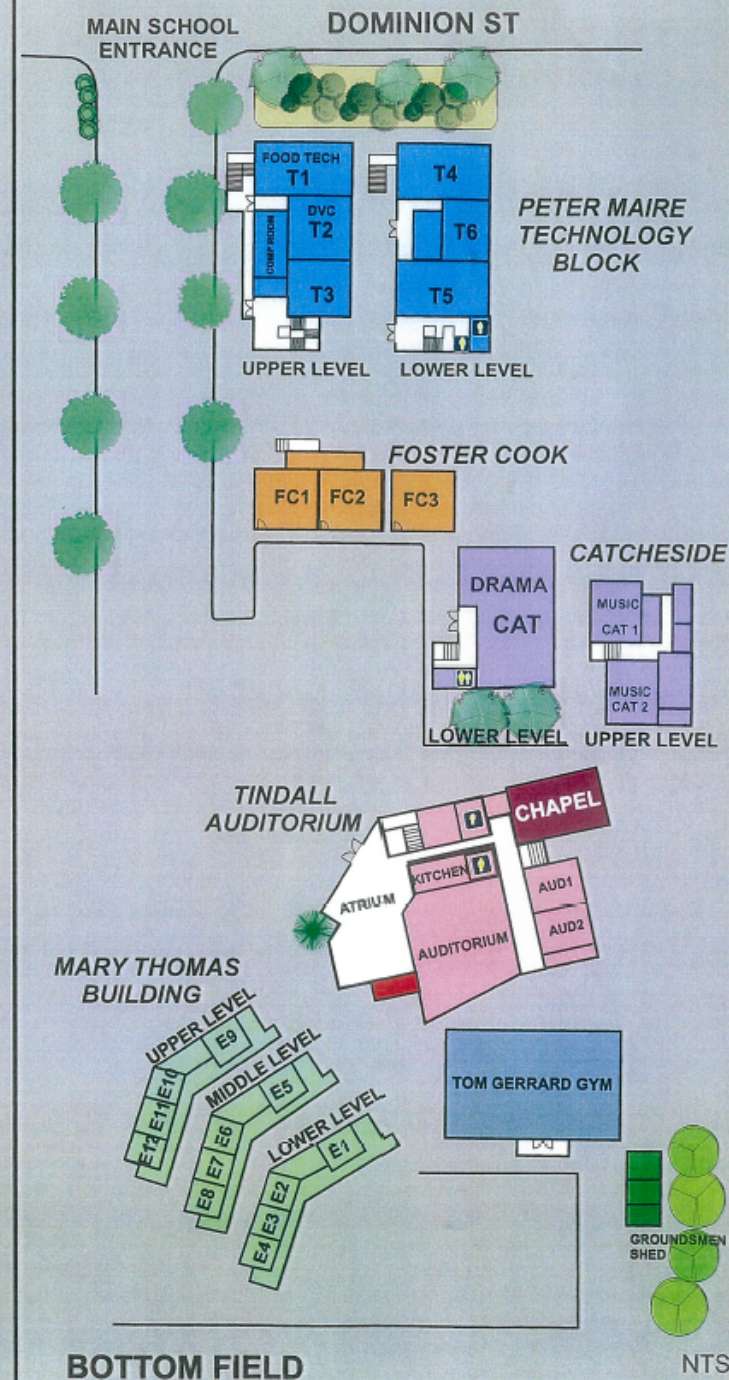 MAIN SCHOOL
ENTRANCE
DOMINION ST
FOOD TECH
T1
DVC
T2
COMP ROOM
T3
T4
T6
T5
PETER MAIRE
TECHNOLOGY
BLOCK
UPPER LEVEL
LOWER LEVEL
FOSTER COOK
FC1
FC2
FC3
CATCHESIDE
DRAMA
CAT
MUSIC
CAT 1
MUSIC
CAT 2
LOWER LEVEL
UPPER LEVEL
TINDALL
AUDITORIUM
CHAPEL
KITCHEN
ATRIUM
AUD1
AUD2
AUDITORIUM
MARY THOMAS
BUILDING
UPPER LEVEL
E9
E10
E11
E12
MIDDLE LEVEL
E5
E6
E7
E8
LOWER LEVEL
E1
E2
E3
E4
TOM GERRARD GYM
GROUNDSMEN
SHED
BOTTOM FIELD
NTS